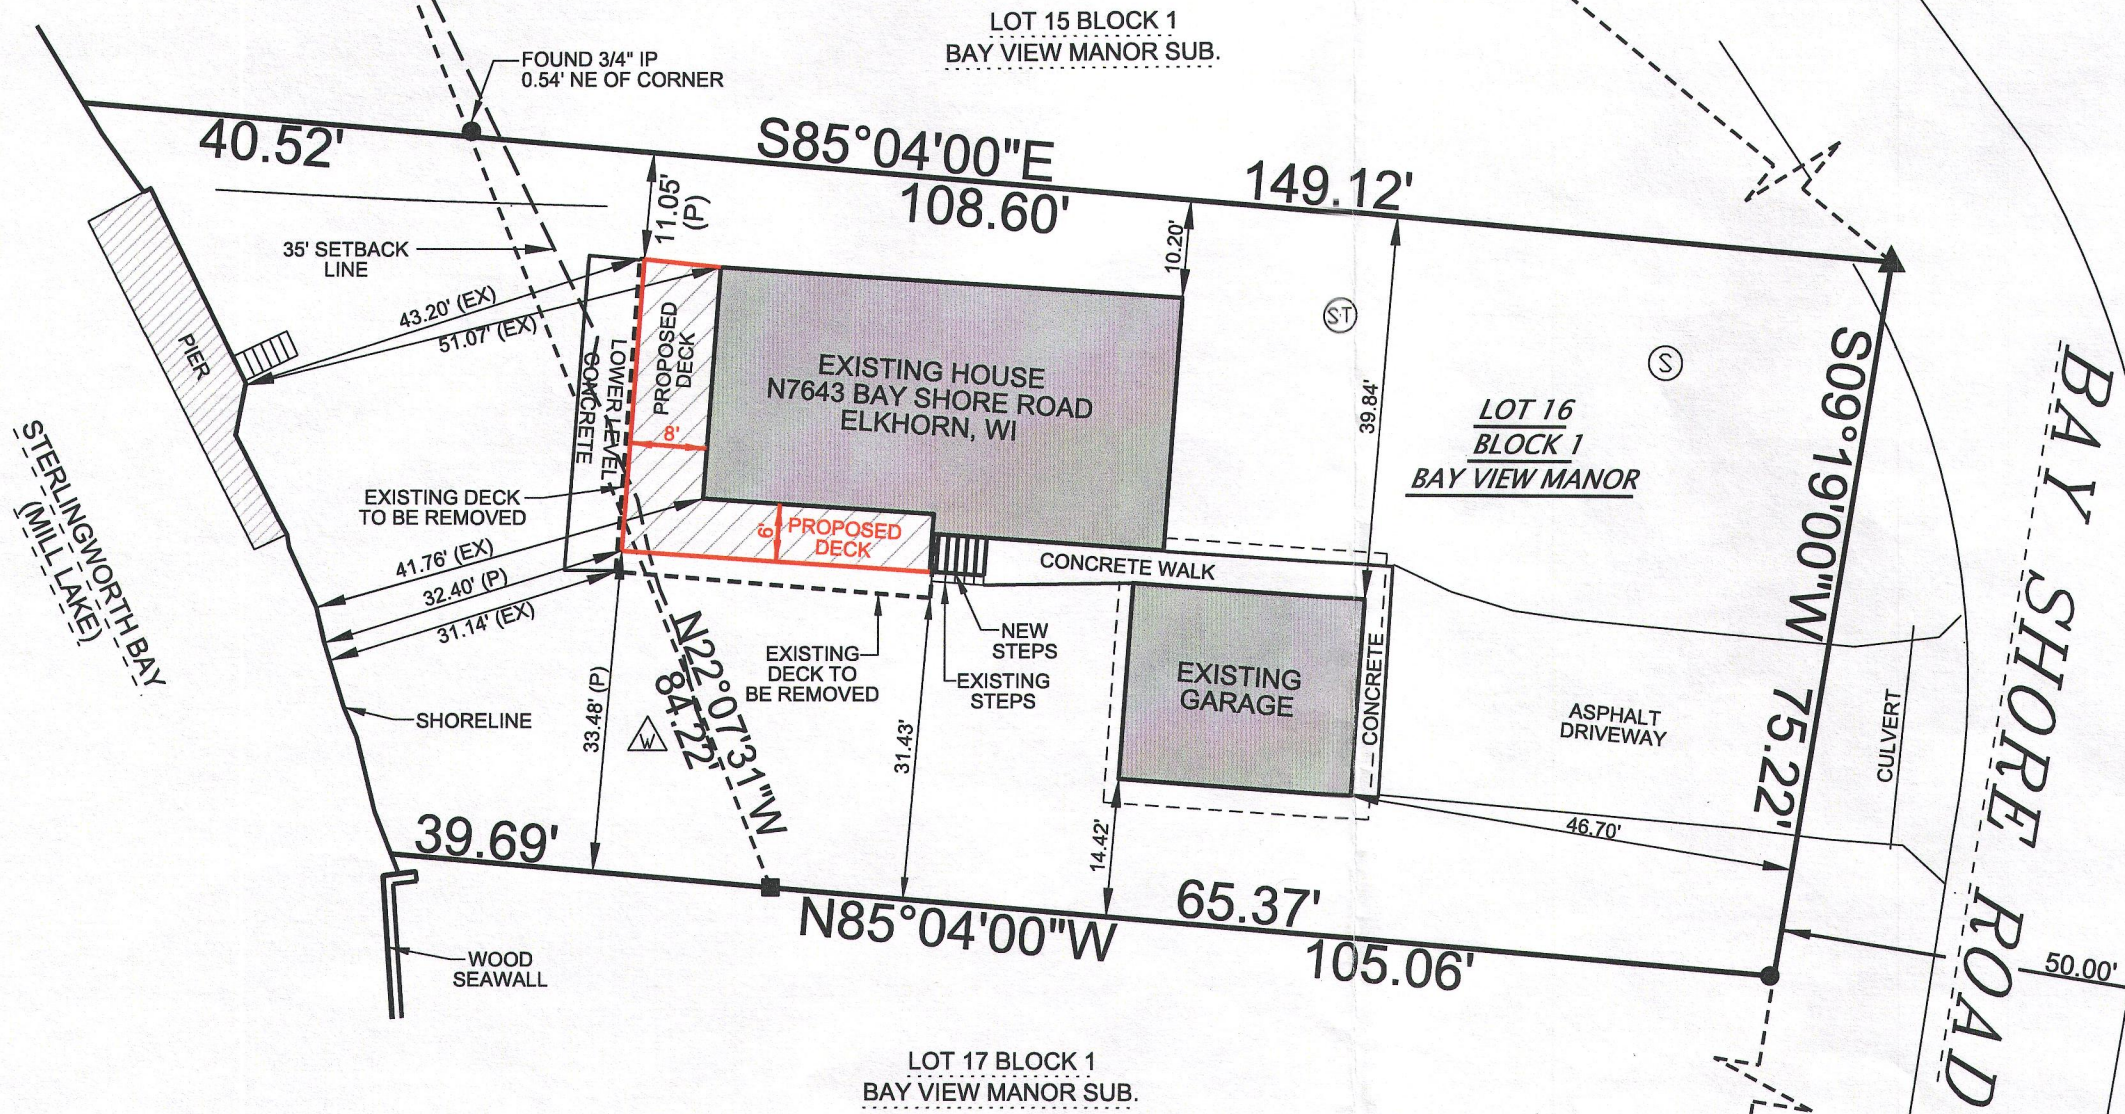 LOT 15 BLOCK 1
BAY VIEW MANOR SUB.
FOUND 3/4" IP
0.54' NE OF CORNER
40.52'
S85°04'00"E
149.12'
108.60'
11.05'
(P)
10.20'
35' SETBACK
LINE
43.20' (EX)
51.07' (EX)
PIER
ST
S
PROPOSED
DECK
8'
LOWER LEVEL
CONCRETE
EXISTING HOUSE
N7643 BAY SHORE ROAD
ELKHORN, WI
39.84'
LOT 16
BLOCK 1
BAY VIEW MANOR
S09°19'00"W 75.22'
BAY SHORE ROAD
STERLINGWORTH BAY
(MILL LAKE)
EXISTING DECK
TO BE REMOVED
41.76' (EX)
32.40' (P)
31.14' (EX)
6'
PROPOSED
DECK
CONCRETE WALK
NEW
STEPS
EXISTING
STEPS
EXISTING
DECK TO
BE REMOVED
N22°07'31"W
84.22'
W
33.48' (P)
31.43'
SHORELINE
EXISTING
GARAGE
CONCRETE
ASPHALT
DRIVEWAY
CULVERT
46.70'
14.42'
39.69'
65.37'
N85°04'00"W
105.06'
50.00'
WOOD
SEAWALL
LOT 17 BLOCK 1
BAY VIEW MANOR SUB.